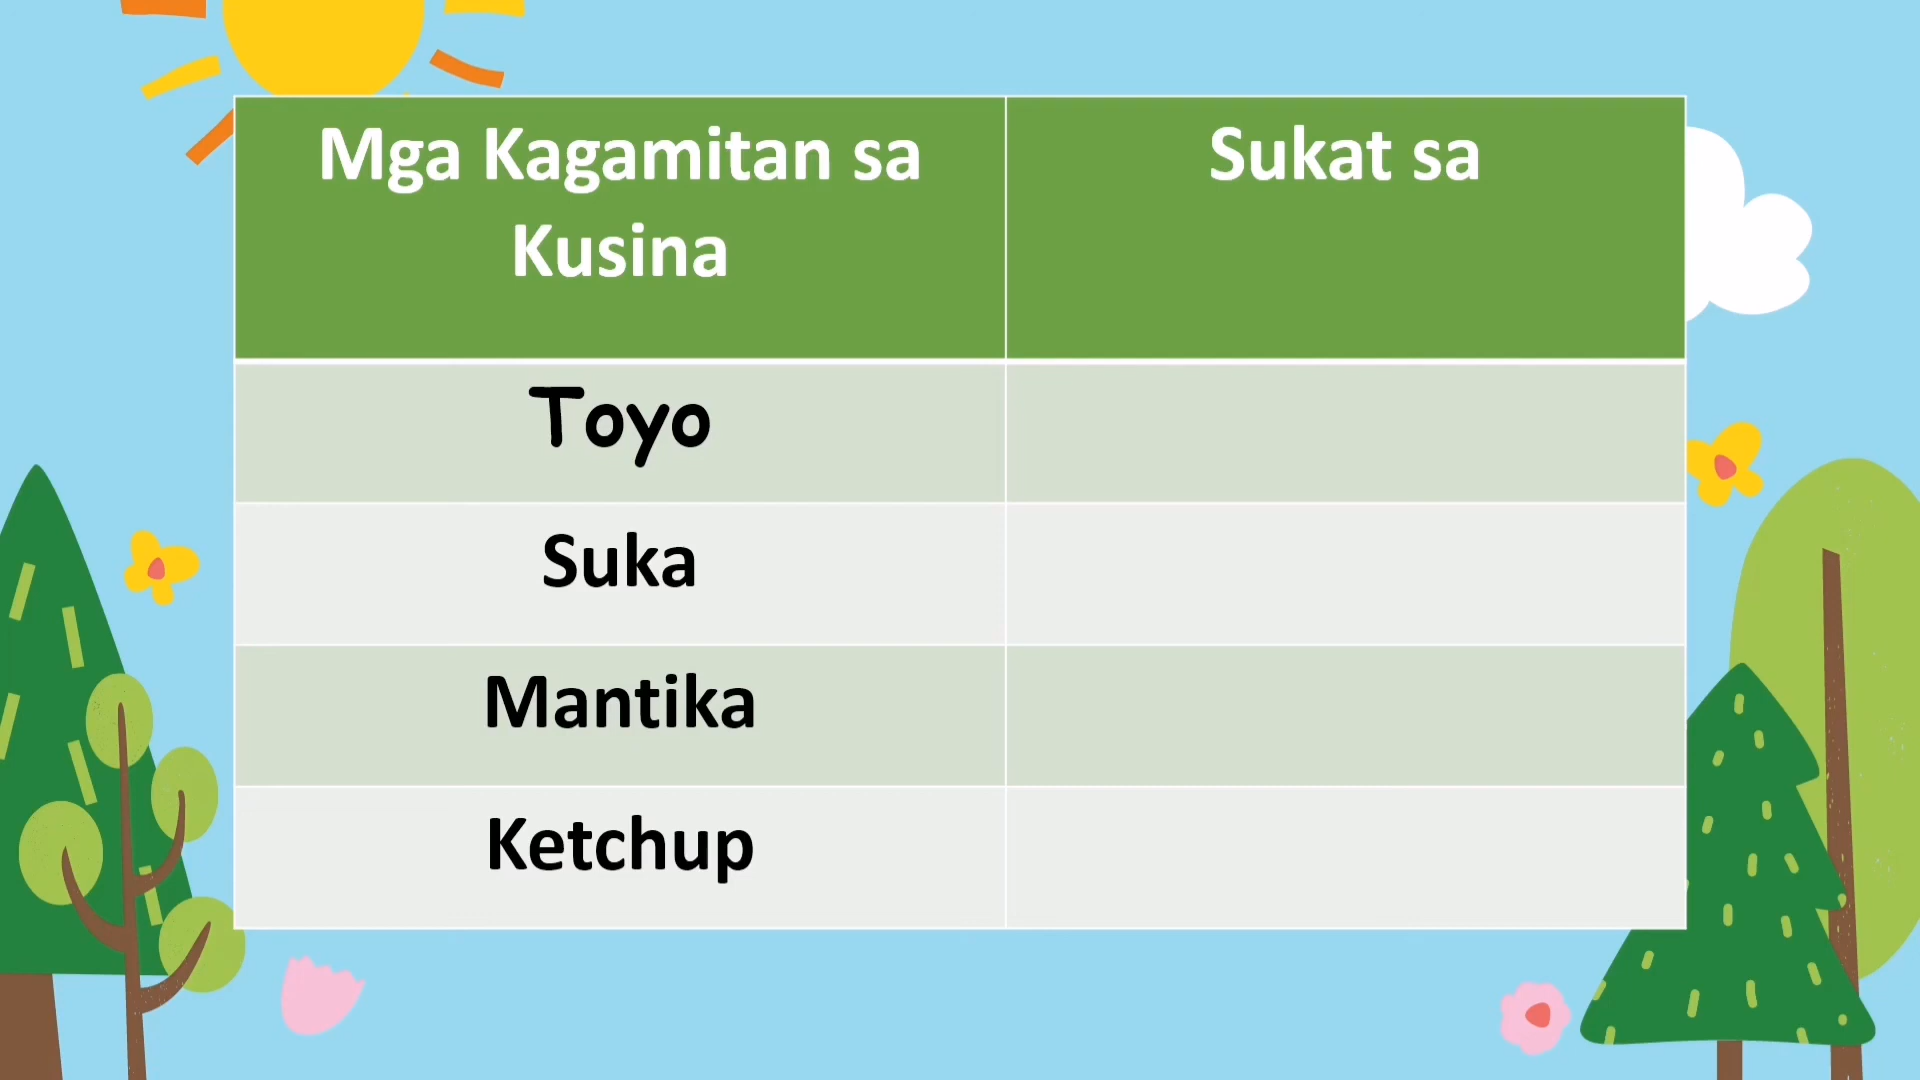 Mga Kagamitan sa
Kusina
Sukat sa
Toyo
Suka
Mantika
Ketchup